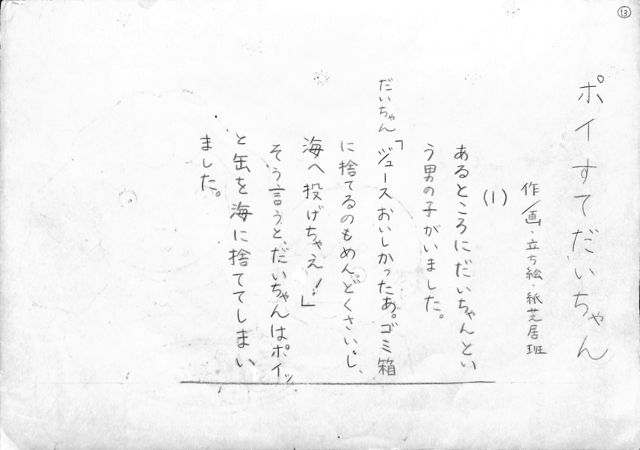 ⑬
ポイすてだいちゃん
作/画・立ち絵・紙芝居班
(1)
あるところにだいちゃんとい
う男の子がいました。
だいちゃん「ジュースおいしかったあ。ゴミ箱
に捨てるのもめんどくさいし、
海へ投げちゃえ!」
そう言うと、だいちゃんはポイッ
と缶を海に捨ててしまい
ました。